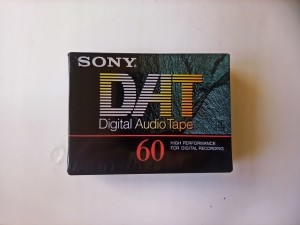 SONY
DAT
Digital Audio Tape
60
HIGH PERFORMANCE
FOR DIGITAL RECORDING